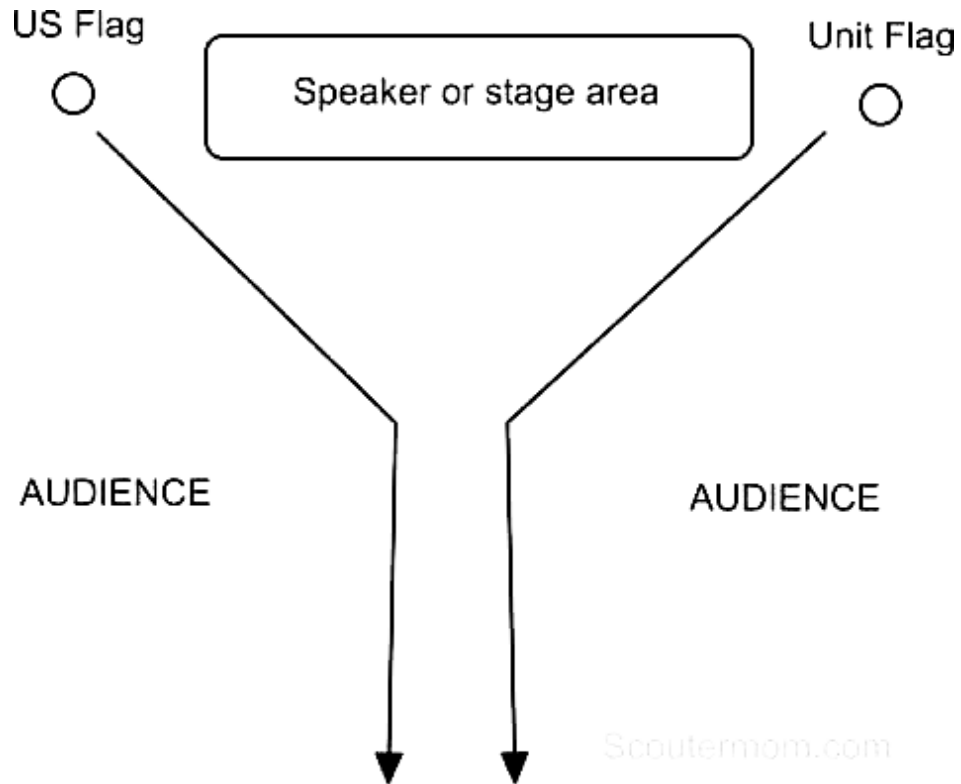 US Flag
Unit Flag
Speaker or stage area
AUDIENCE
AUDIENCE
Scoutermom.com